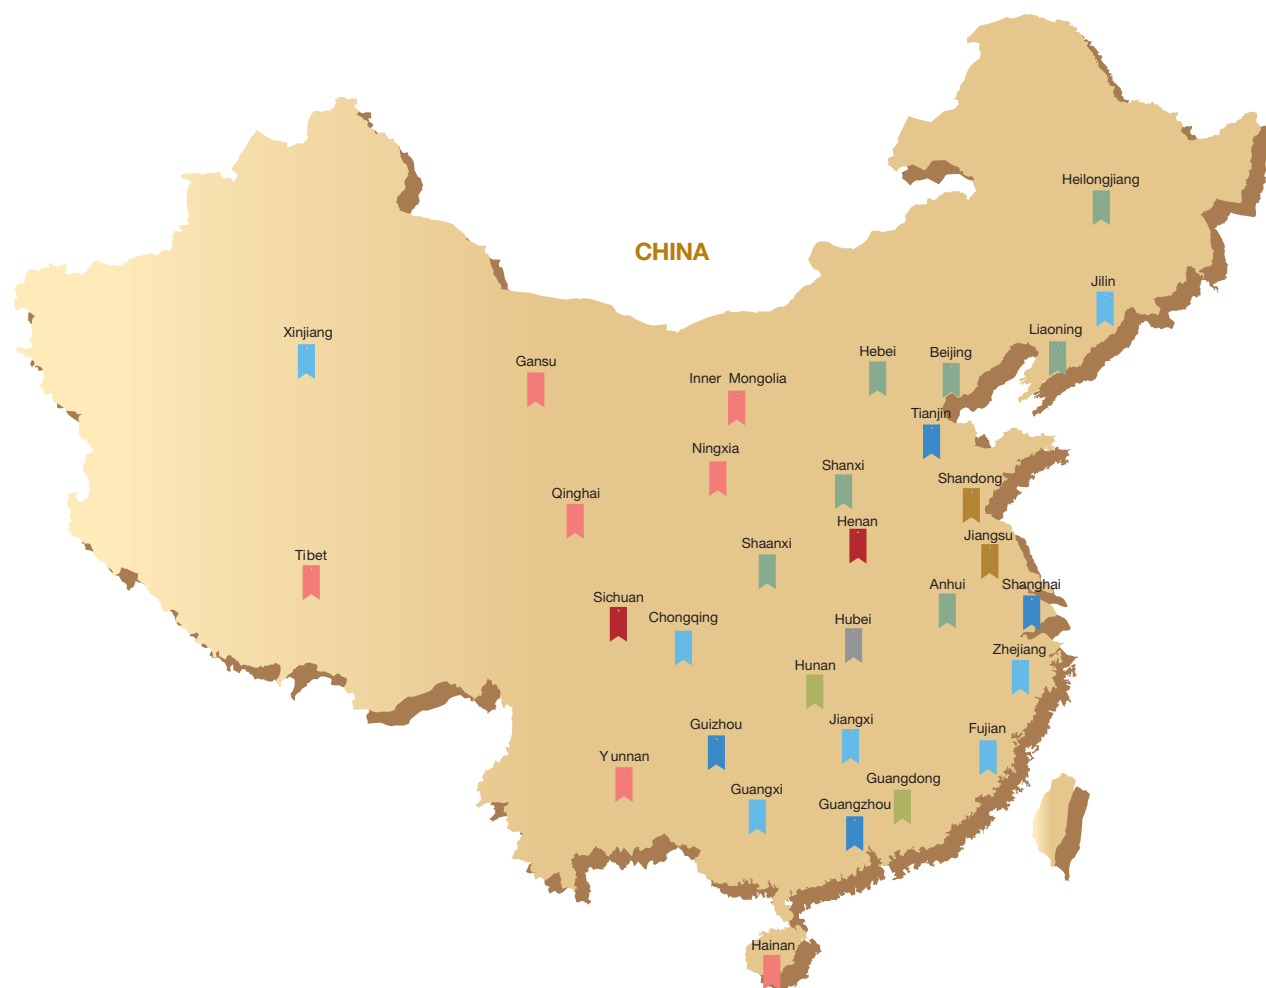 Heilongjiang
CHINA
Jilin
Xinjiang
Liaoning
Hebei
Beijing
Gansu
Inner Mongolia
Tianjin
Ningxia
Shanxi
Shandong
Qinghai
Henan
Jiangsu
Shaanxi
Tibet
Anhui
Shanghai
Sichuan
Chongqing
Hubei
Zhejiang
Hunan
Jiangxi
Guizhou
Fujian
Yunnan
Guangdong
Guangxi
Guangzhou
Hainan